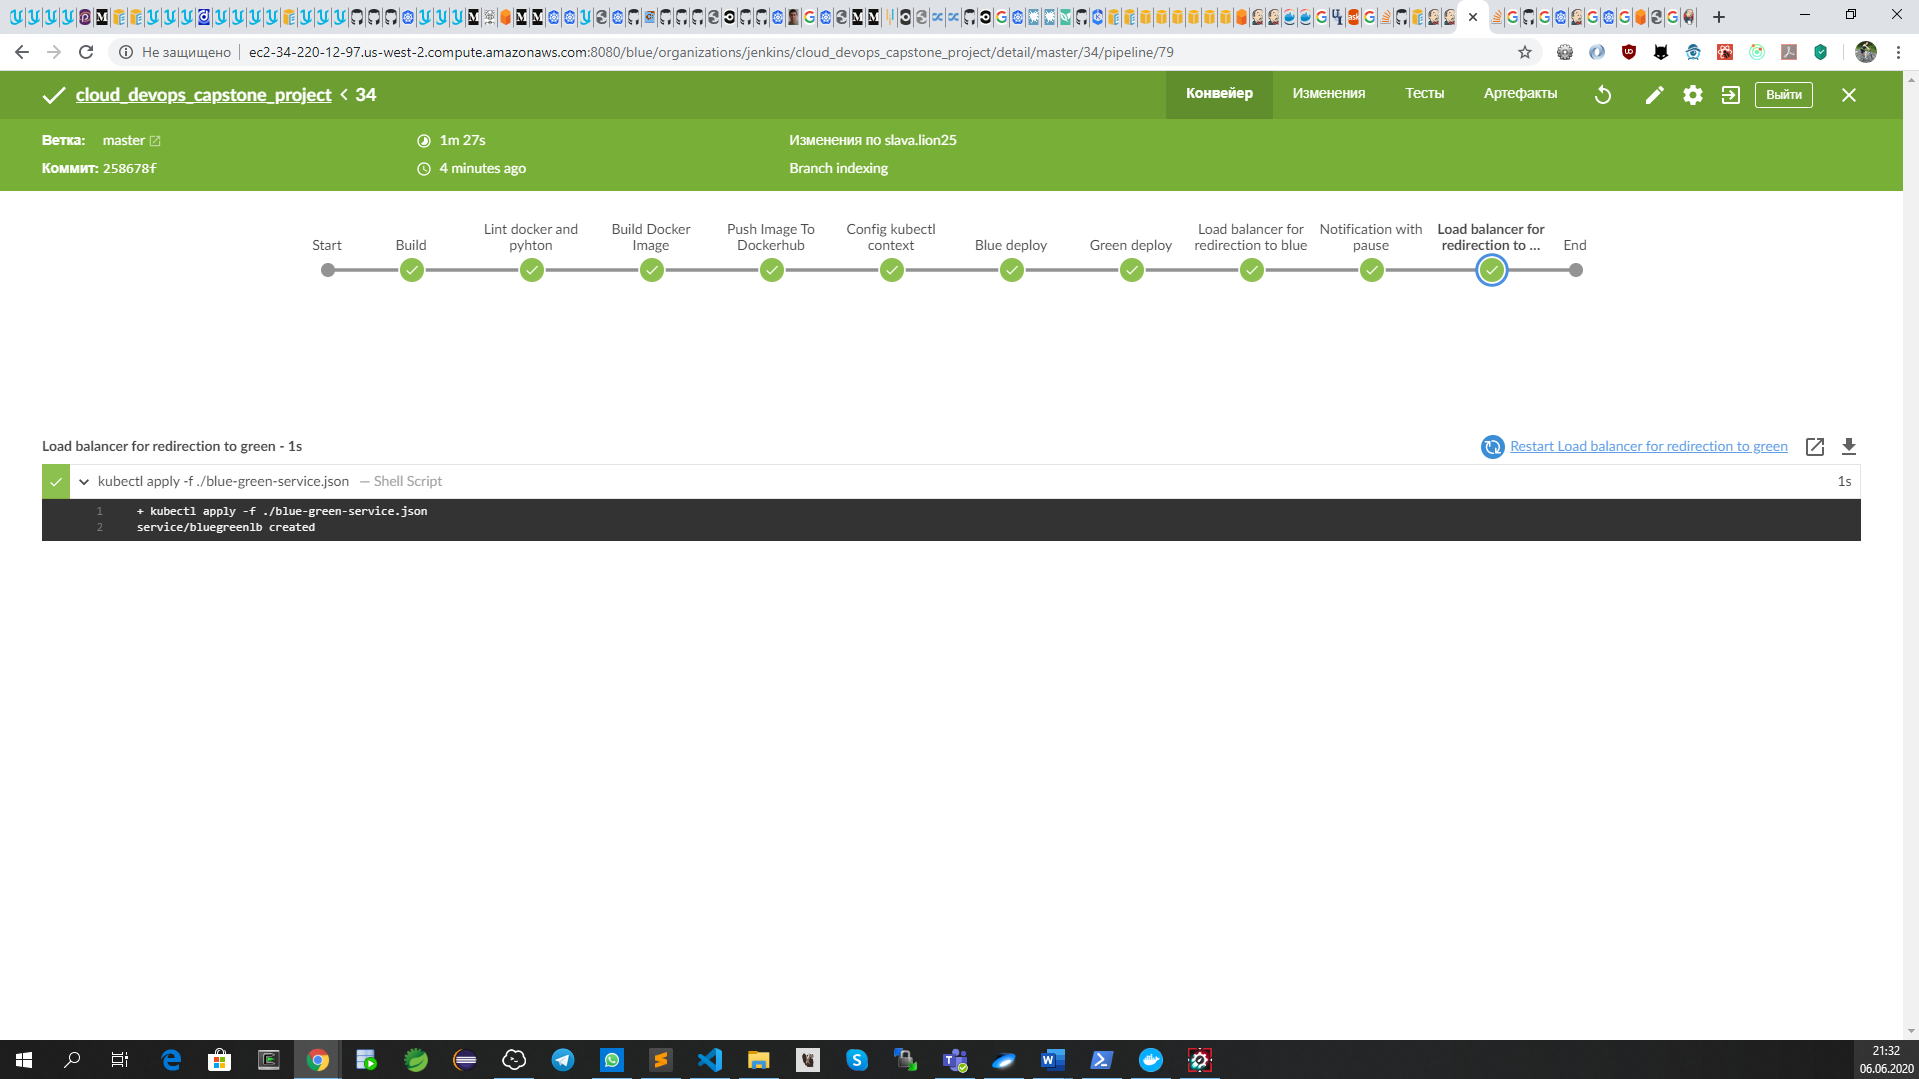 Не защищено
ec2-34-220-12-97.us-west-2.compute.amazonaws.com:8080/blue/organizations/jenkins/cloud_devops_capstone_project/detail/master/34/pipeline/79
cloud_devops_capstone_project < 34
Конвейер
Изменения
Тесты
Артефакты
Выйти
Ветка: master
1m 27s
Изменения по slava.lion25
Коммит: 258678f
4 minutes ago
Branch indexing
Start
Build
Lint docker and
pyhton
Build Docker
Image
Push Image To
Dockerhub
Config kubectl
context
Blue deploy
Green deploy
Load balancer for
redirection to blue
Notification with
pause
Load balancer for
redirection to ...
End
Load balancer for redirection to green - 1s
Restart Load balancer for redirection to green
kubectl apply -f ./blue-green-service.json — Shell Script
1s
1 + kubectl apply -f ./blue-green-service.json
2 service/bluegreenlb created
21:32
06.06.2020